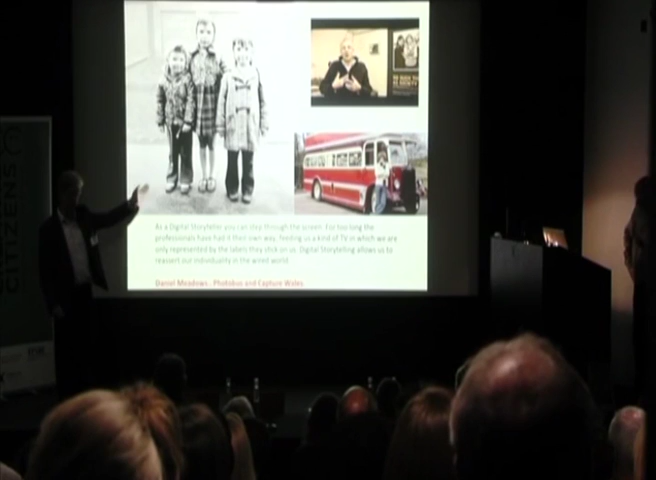 CITIZENS
As a Digital Storyteller you can step through the screen. For too long the
professionals have had it their own way, feeding us a kind of TV in which we are
only represented by the labels they stick on us. Digital Storytelling allows us to
reassert our individuality in the wired world.
Daniel Meadows - Photobus and Capture Wales.